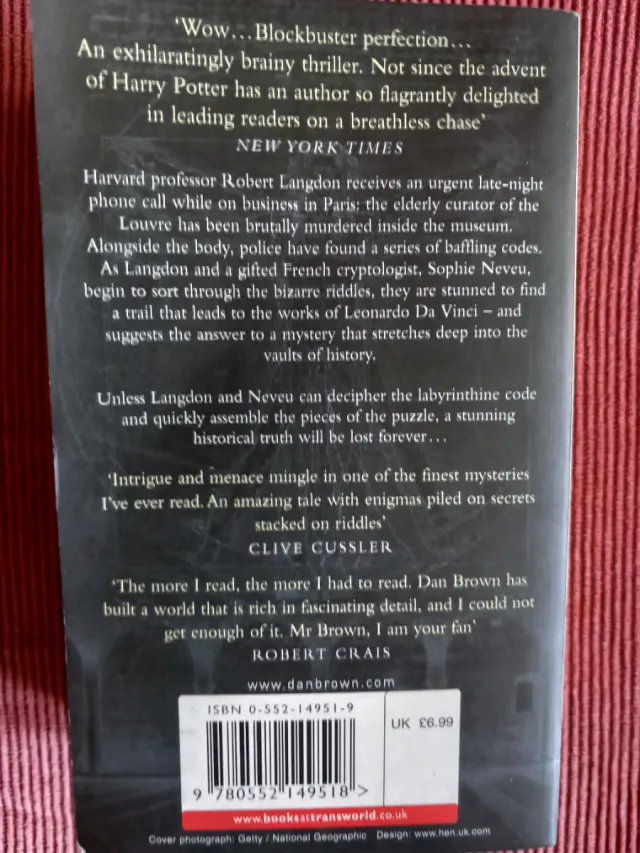 ‘Wow...Blockbuster perfection...
An exhilaratingly brainy thriller. Not since the advent
of Harry Potter has an author so flagrantly delighted
in leading readers on a breathless chase’
NEW YORK TIMES
Harvard professor Robert Langdon receives an urgent late-night
phone call while on business in Paris: the elderly curator of the
Louvre has been brutally murdered inside the museum.
Alongside the body, police have found a series of baffling codes.
As Langdon and a gifted French cryptologist, Sophie Neveu,
begin to sort through the bizarre riddles, they are stunned to find
a trail that leads to the works of Leonardo Da Vinci – and
suggests the answer to a mystery that stretches deep into the
vaults of history.
Unless Langdon and Neveu can decipher the labyrinthine code
and quickly assemble the pieces of the puzzle, a stunning
historical truth will be lost forever...
‘Intrigue and menace mingle in one of the finest mysteries
I’ve ever read. An amazing tale with enigmas piled on secrets
stacked on riddles’
CLIVE CUSSLER
‘The more I read, the more I had to read. Dan Brown has
built a world that is rich in fascinating detail, and I could not
get enough of it. Mr Brown, I am your fan’
ROBERT CRAIS
www.danbrown.com
ISBN 0-552-14951-9
UK £6.99
9 780552 149518 >
www.booksattransworld.co.uk
Cover photograph: Getty / National Geographic Design: www.hen.uk.com